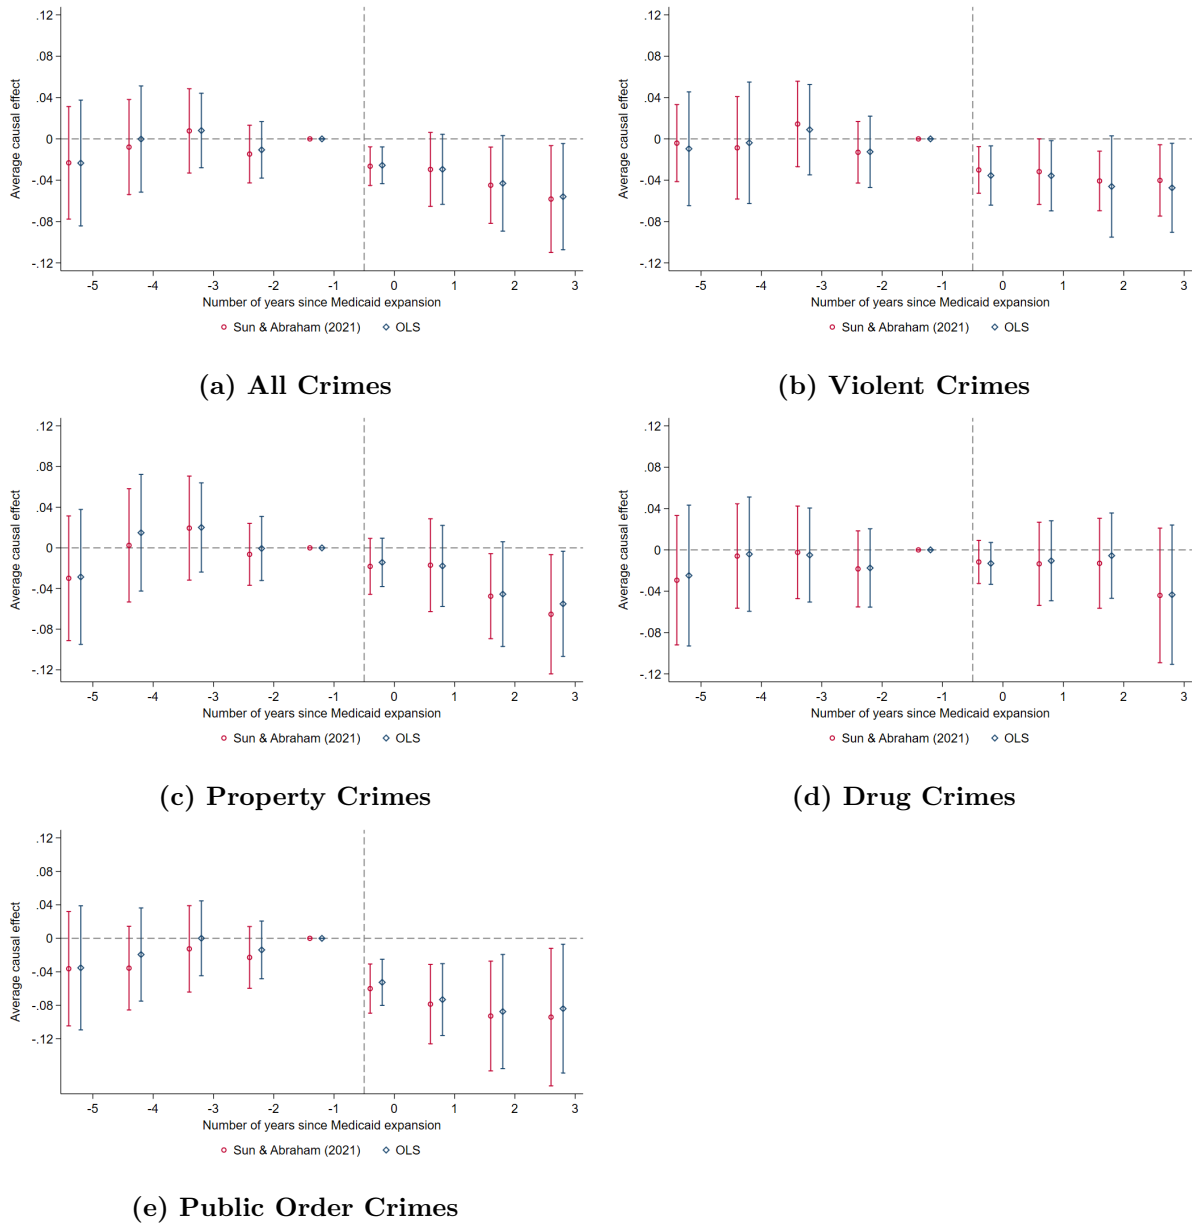 .12
.08
.04
0
-.04
-.08
-.12
Average causal effect
-5 -4 -3 -2 -1 0 1 2 3
Number of years since Medicaid expansion
Sun & Abraham (2021) OLS
(a) All Crimes
.12
.08
.04
0
-.04
-.08
-.12
Average causal effect
-5 -4 -3 -2 -1 0 1 2 3
Number of years since Medicaid expansion
Sun & Abraham (2021) OLS
(b) Violent Crimes
.12
.08
.04
0
-.04
-.08
-.12
Average causal effect
-5 -4 -3 -2 -1 0 1 2 3
Number of years since Medicaid expansion
Sun & Abraham (2021) OLS
(c) Property Crimes
.12
.08
.04
0
-.04
-.08
-.12
Average causal effect
-5 -4 -3 -2 -1 0 1 2 3
Number of years since Medicaid expansion
Sun & Abraham (2021) OLS
(d) Drug Crimes
.12
.08
.04
0
-.04
-.08
-.12
Average causal effect
-5 -4 -3 -2 -1 0 1 2 3
Number of years since Medicaid expansion
Sun & Abraham (2021) OLS
(e) Public Order Crimes